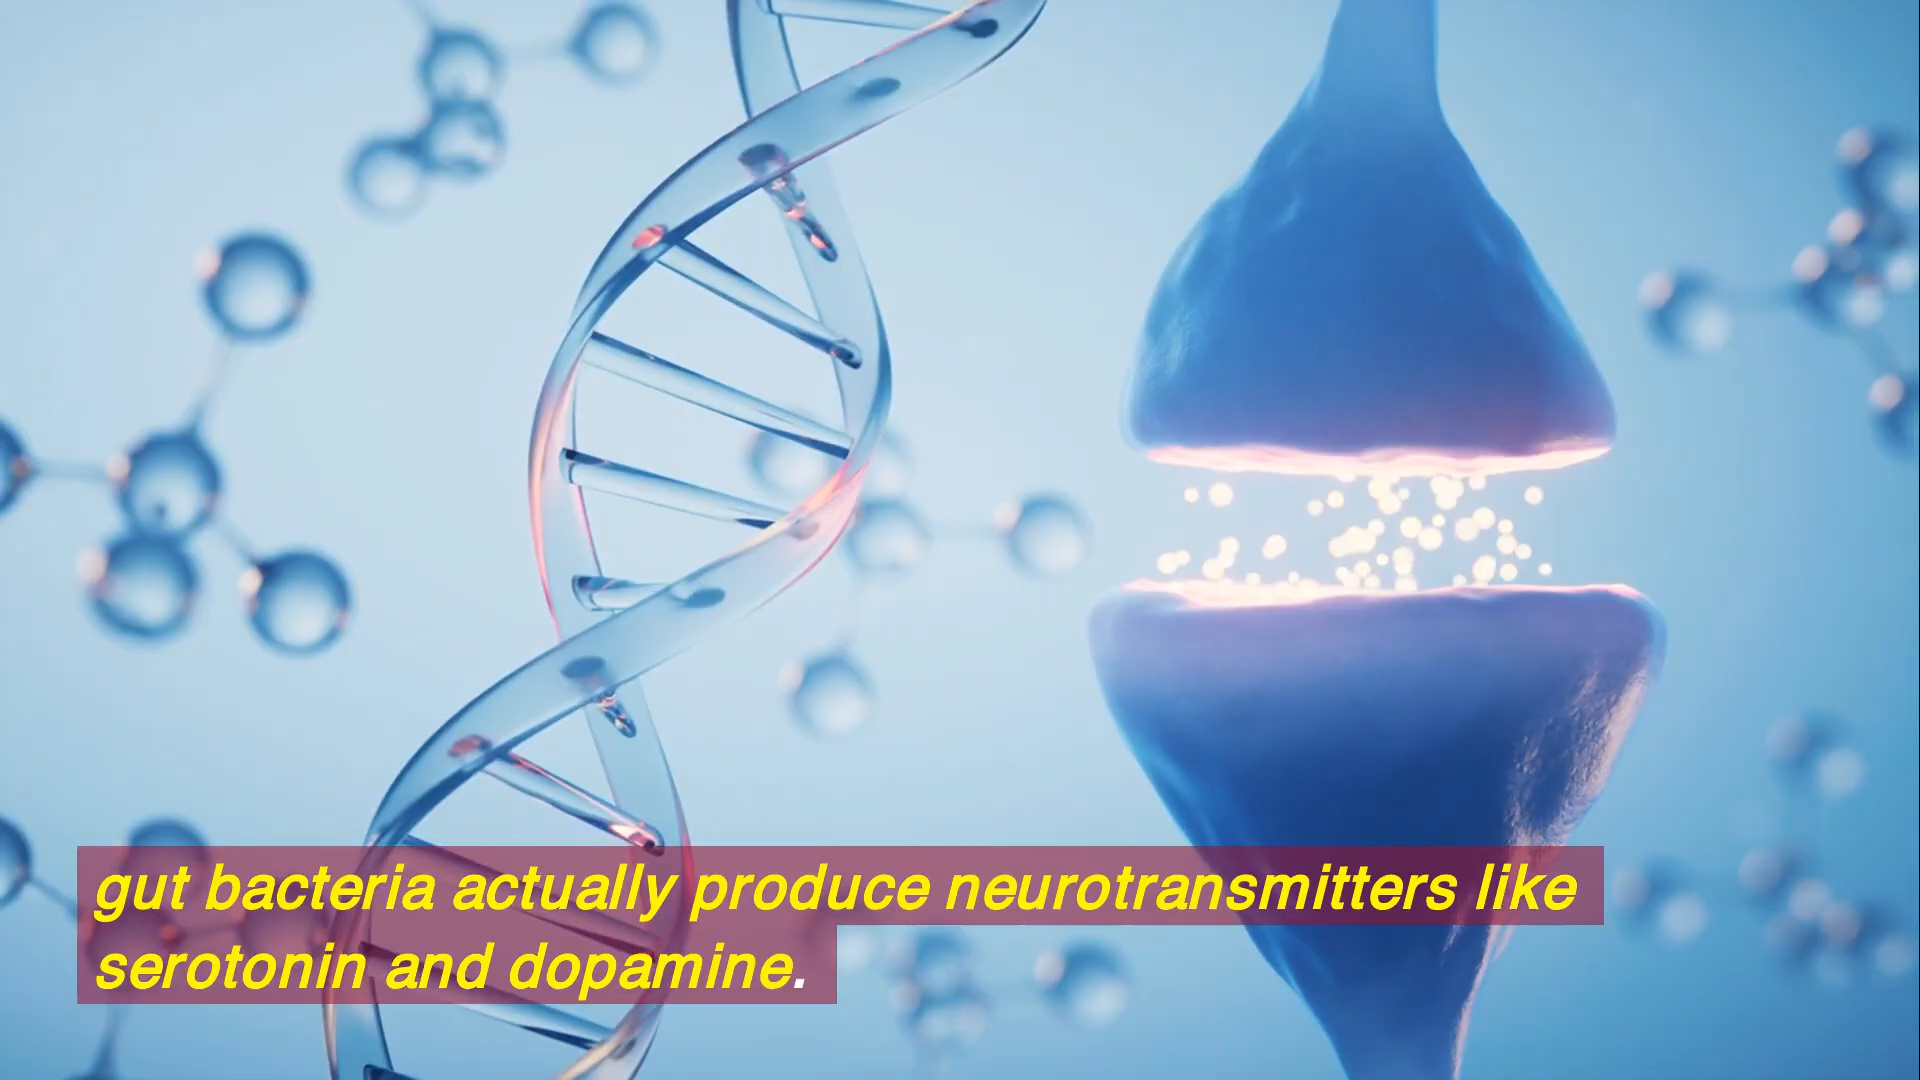 gut bacteria actually produce neurotransmitters like
serotonin and dopamine.